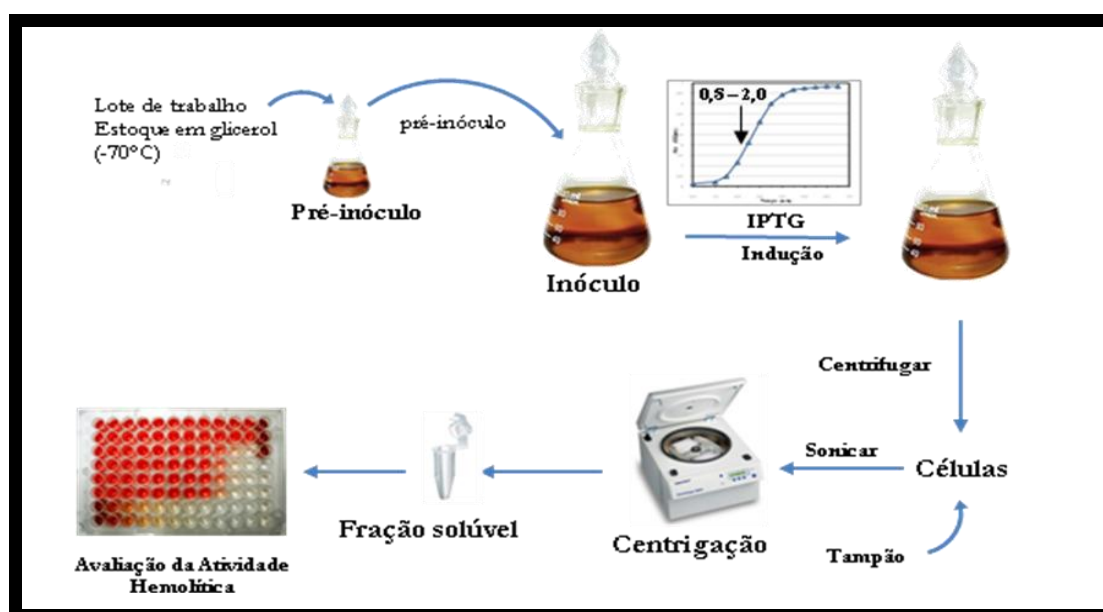 Lote de trabalho
Estoque em glicerol
(-70°C)
pré-inóculo
Pré-inóculo
Inóculo
0,5 – 2,0
IPTG
Indução
Centrifugar
Células
Tampão
Sonicar
Centrigação
Fração solúvel
Avaliação da Atividade
Hemolítica